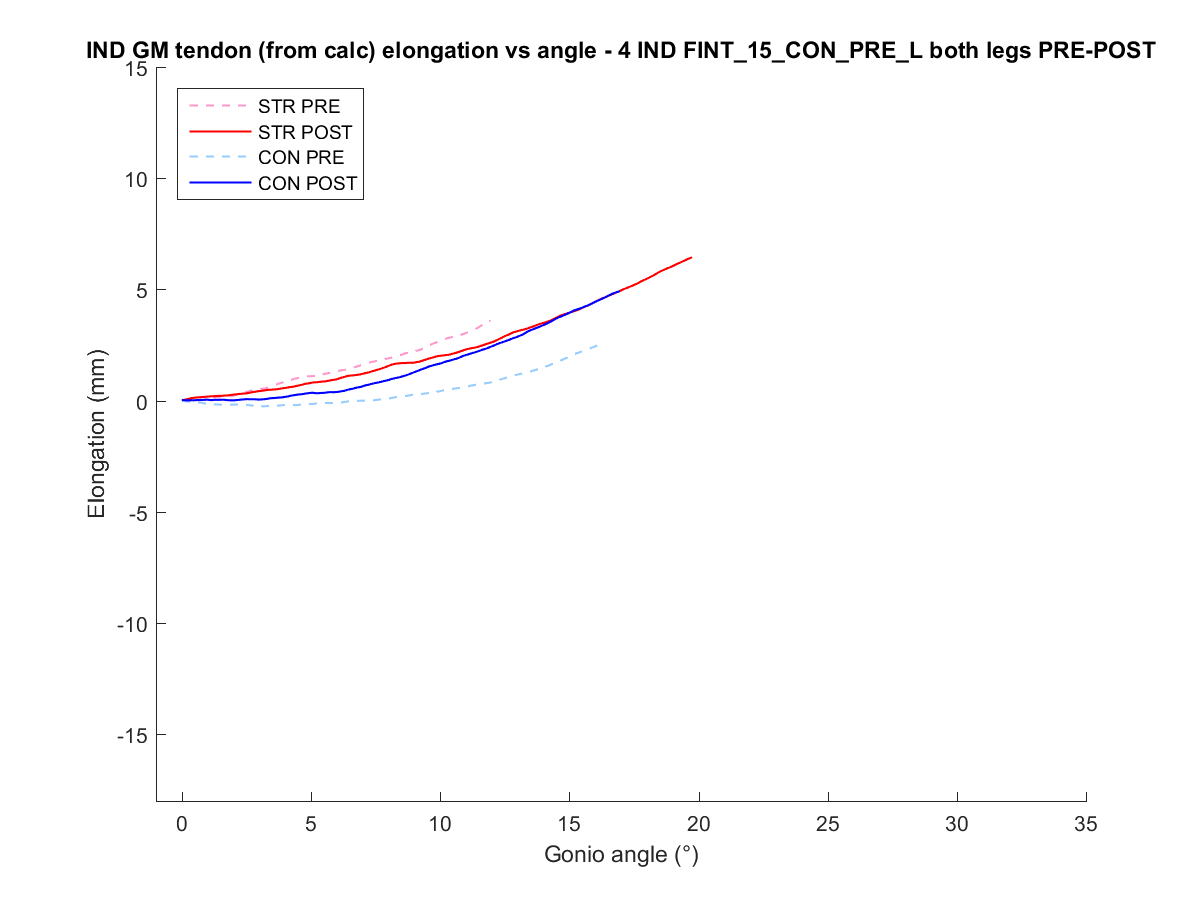 IND GM tendon (from calc) elongation vs angle - 4 IND FINT_15_CON_PRE_L both legs PRE-POST
STR PRE
STR POST
CON PRE
CON POST
15
10
5
0
-5
-10
-15
Elongation (mm)
0 5 10 15 20 25 30 35
Gonio angle (°)